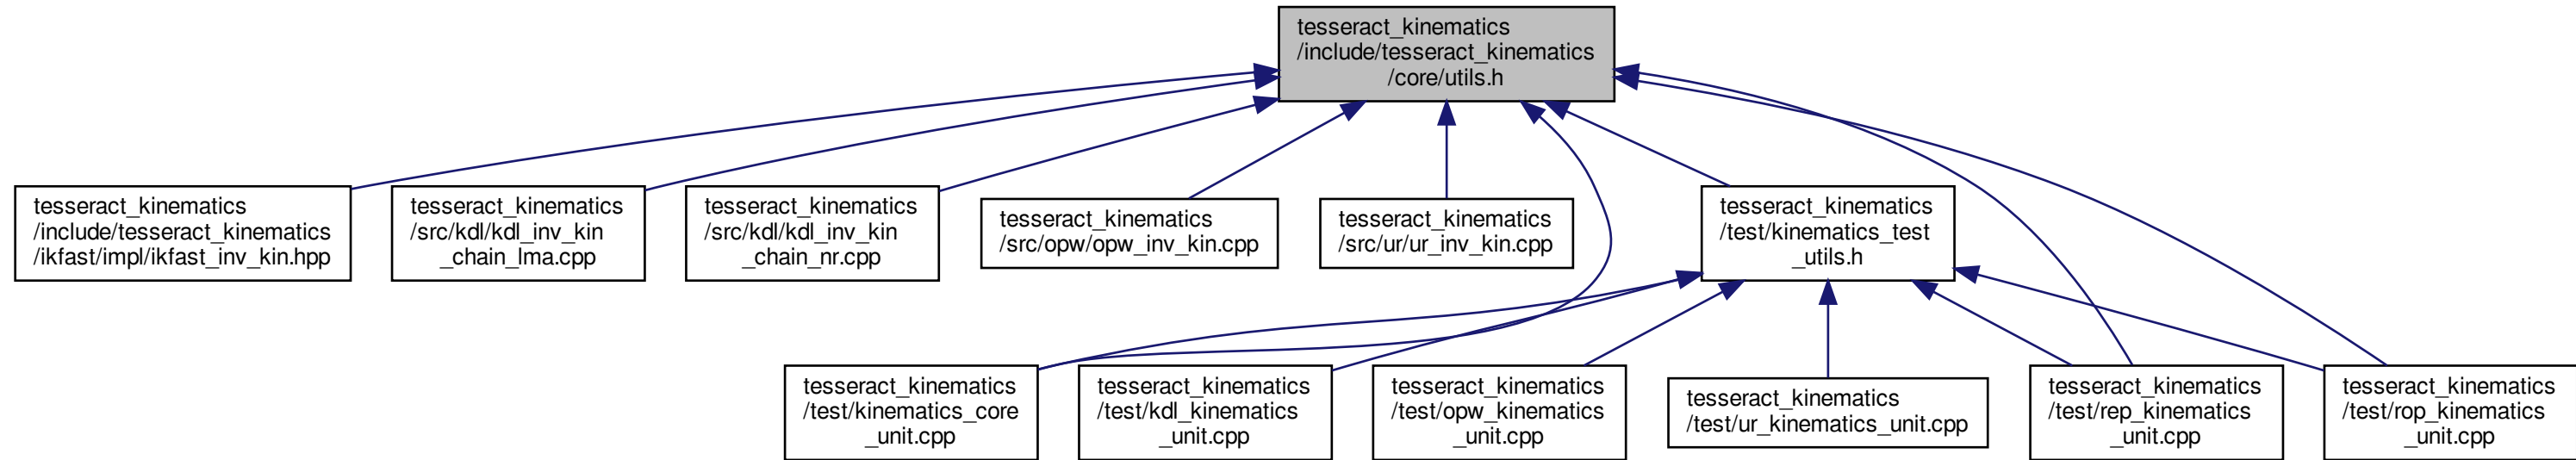 tesseract_kinematics
/include/tesseract_kinematics
/core/utils.h
tesseract_kinematics
/include/tesseract_kinematics
/ikfast/impl/ikfast_inv_kin.hpp
tesseract_kinematics
/src/kdl/kdl_inv_kin
_chain_lma.cpp
tesseract_kinematics
/src/kdl/kdl_inv_kin
_chain_nr.cpp
tesseract_kinematics
/src/opw/opw_inv_kin.cpp
tesseract_kinematics
/src/ur/ur_inv_kin.cpp
tesseract_kinematics
/test/kinematics_test
_utils.h
tesseract_kinematics
/test/kinematics_core
_unit.cpp
tesseract_kinematics
/test/kdl_kinematics
_unit.cpp
tesseract_kinematics
/test/opw_kinematics
_unit.cpp
tesseract_kinematics
/test/ur_kinematics_unit.cpp
tesseract_kinematics
/test/rep_kinematics
_unit.cpp
tesseract_kinematics
/test/rop_kinematics
_unit.cpp